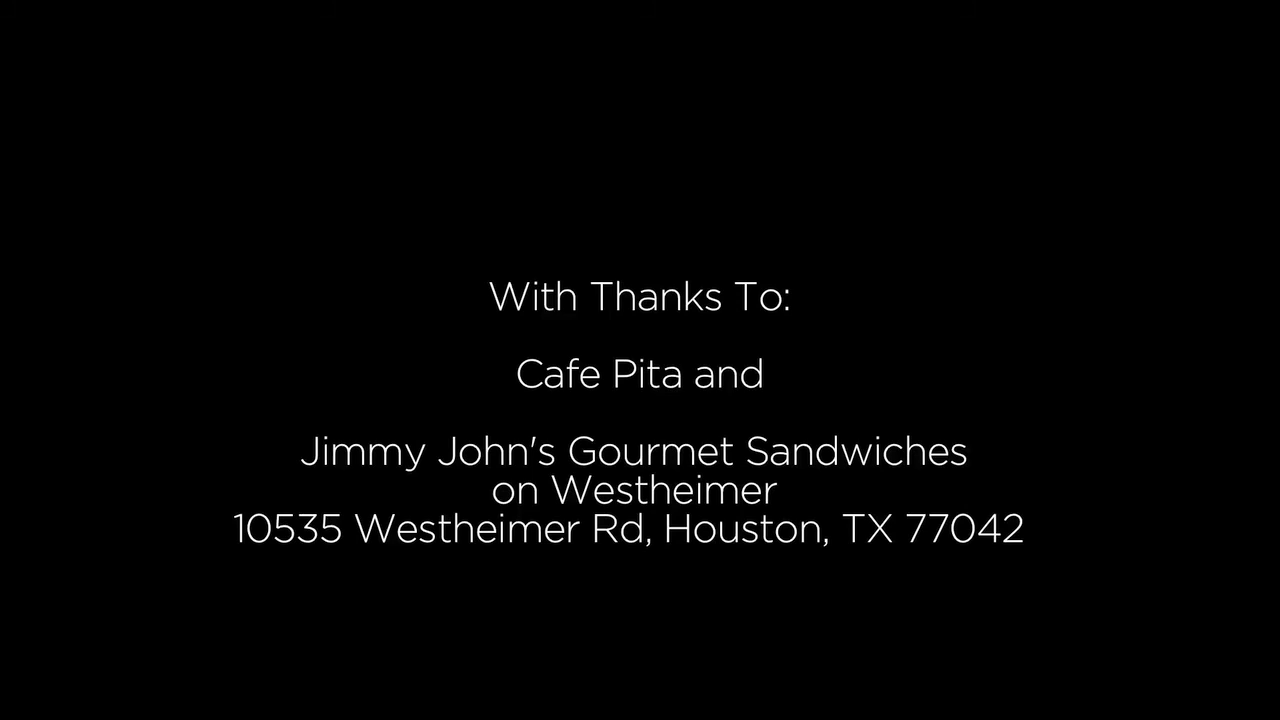 With Thanks To:
Cafe Pita and
Jimmy John's Gourmet Sandwiches
on Westheimer
10535 Westheimer Rd, Houston, TX 77042